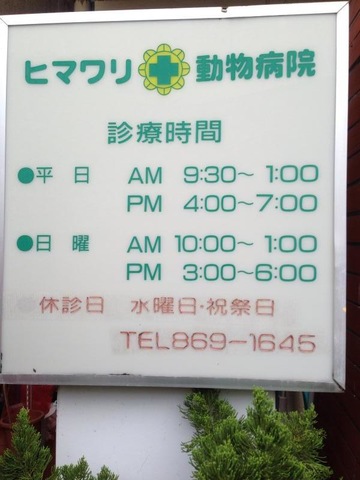 ヒマワリ動物病院
診療時間
●平日 AM 9:30〜1:00
PM 4:00〜7:00
●日曜 AM 10:00〜1:00
PM 3:00〜6:00
休診日 水曜日・祝祭日
TEL869-1645